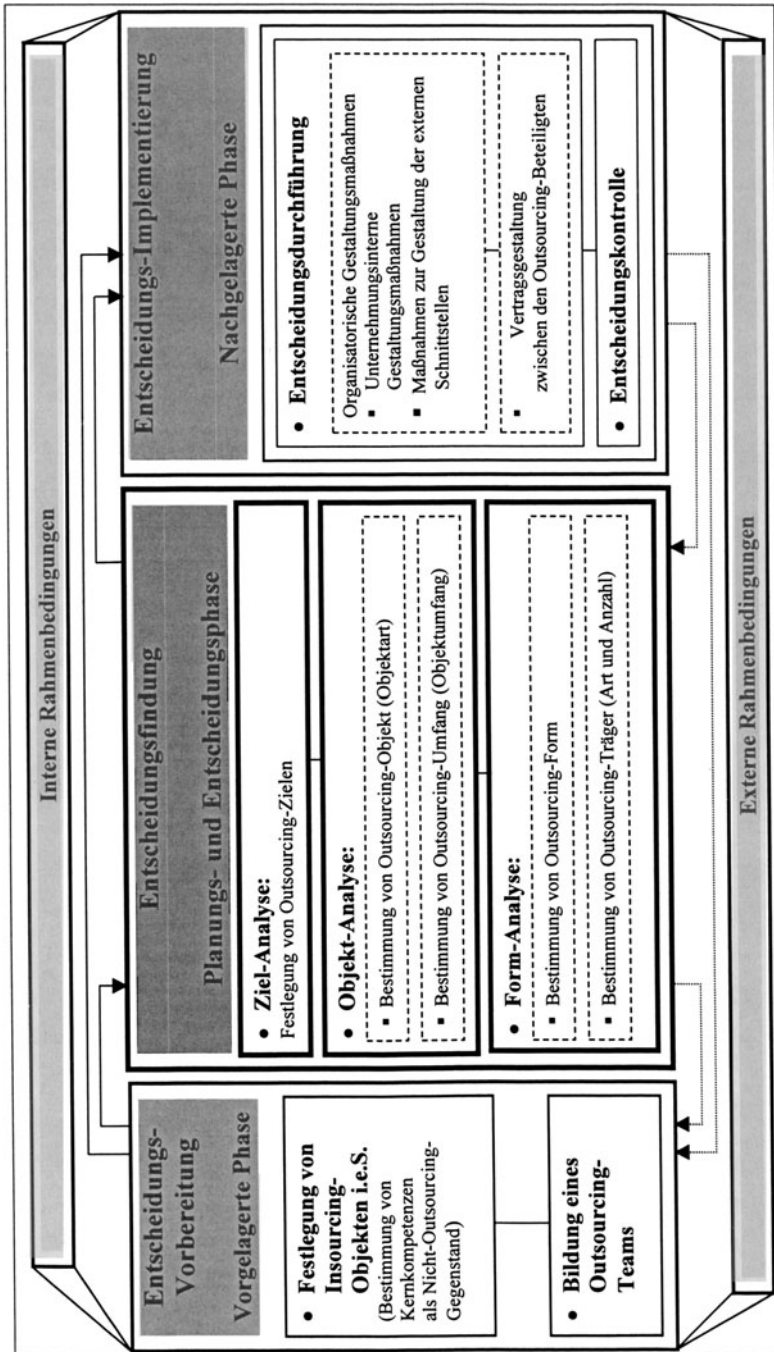 Interne Rahmenbedingungen
Entscheidungs-
Vorbereitung
Vorgelagerte Phase
● Festlegung von
Insourcing-
Objekten i.e.S.
(Bestimmung von
Kernkompetenzen
als Nicht-Outsourcing-
Gegenstand)
● Bildung eines
Outsourcing-
Teams
Entscheidungsfindung
Planungs- und Entscheidungsphase
● Ziel-Analyse:
Festlegung von Outsourcing-Zielen
● Objekt-Analyse:
▪ Bestimmung von Outsourcing-Objekt (Objektart)
▪ Bestimmung von Outsourcing-Umfang (Objektumfang)
● Form-Analyse:
▪ Bestimmung von Outsourcing-Form
▪ Bestimmung von Outsourcing-Träger (Art und Anzahl)
Entscheidungs-Implementierung
Nachgelagerte Phase
● Entscheidungsdurchführung
Organisatorische Gestaltungsmaßnahmen
▪ Unternehmungsinterne
Gestaltungsmaßnahmen
▪ Maßnahmen zur Gestaltung der externen
Schnittstellen
▪ Vertragsgestaltung
zwischen den Outsourcing-Beteiligten
● Entscheidungskontrolle
Externe Rahmenbedingungen